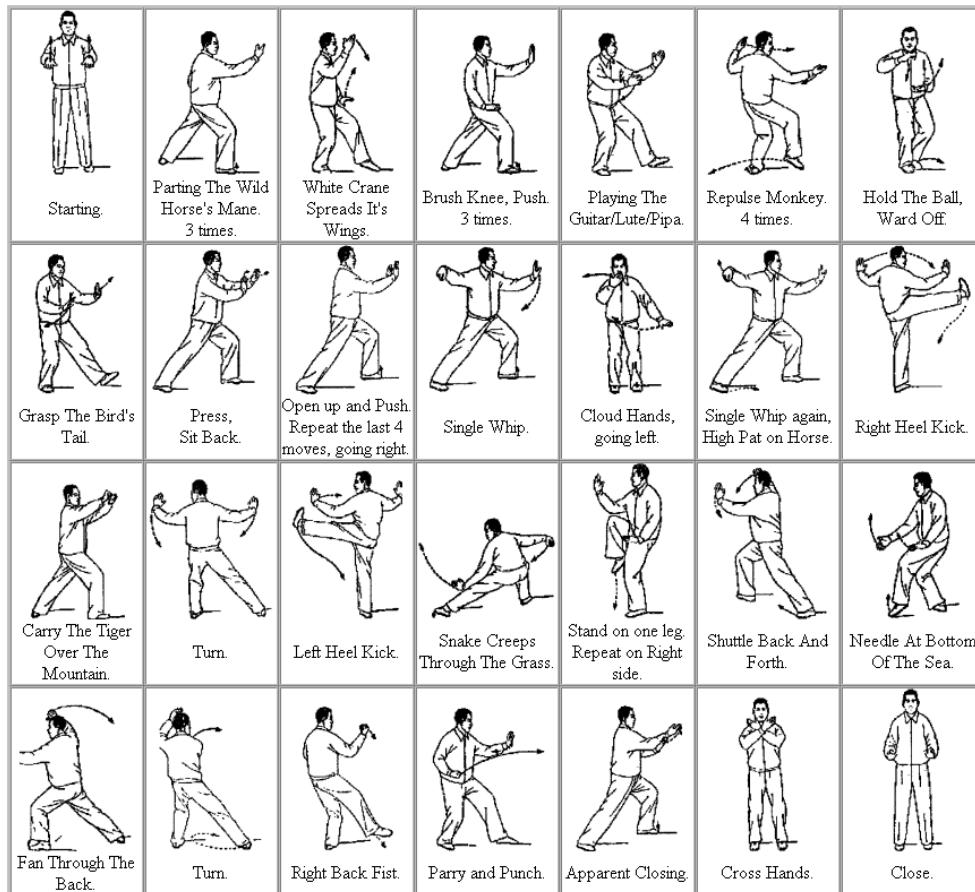 Starting.
Parting The Wild
Horse's Mane.
3 times.
White Crane
Spreads It's
Wings.
Brush Knee, Push.
3 times.
Playing The
Guitar/Lute/Pipa.
Repulse Monkey.
4 times.
Hold The Ball,
Ward Off.
Grasp The Bird's
Tail.
Press,
Sit Back.
Open up and Push.
Repeat the last 4
moves, going right.
Single Whip.
Cloud Hands,
going left.
Single Whip again,
High Pat on Horse.
Right Heel Kick.
Carry The Tiger
Over The
Mountain.
Turn.
Left Heel Kick.
Snake Creeps
Through The Grass.
Stand on one leg.
Repeat on Right
side.
Shuttle Back And
Forth.
Needle At Bottom
Of The Sea.
Fan Through The
Back.
Turn.
Right Back Fist.
Parry and Punch.
Apparent Closing.
Cross Hands.
Close.